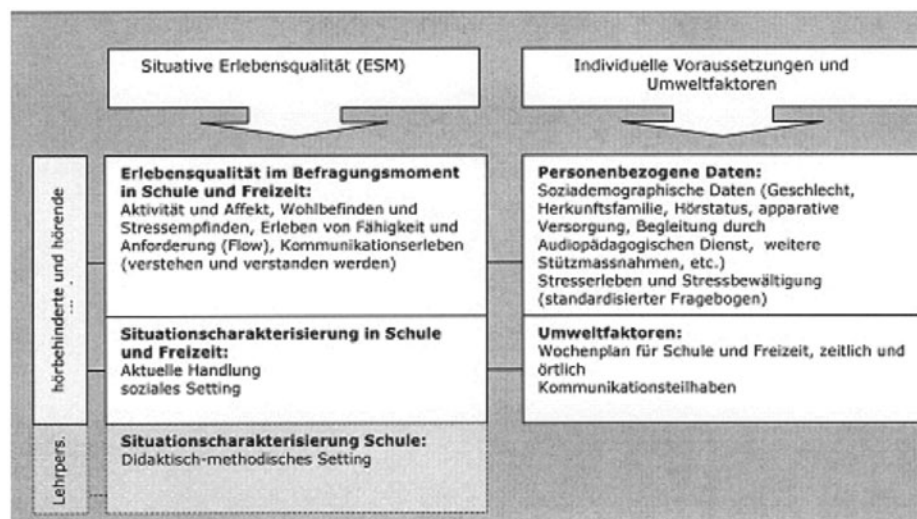 Situative Erlebensqualität (ESM)
Individuelle Voraussetzungen und
Umweltfaktoren
hörbehinderte und hörende
Erlebensqualität im Befragungsmoment
in Schule und Freizeit:
Aktivität und Affekt, Wohlbefinden und
Stressempfinden, Erleben von Fähigkeit und
Anforderung (Flow), Kommunikationserleben
(verstehen und verstanden werden)
Personenbezogene Daten:
Soziademographische Daten (Geschlecht,
Herkunftsfamilie, Hörstatus, apparative
Versorgung, Begleitung durch
Audiopädagogischen Dienst, weitere
Stützmassnahmen, etc.)
Stresserleben und Stressbewältigung
(standardisierter Fragebogen)
Situationscharakterisierung in Schule
und Freizeit:
Aktuelle Handlung
soziales Setting
Umweltfaktoren:
Wochenplan für Schule und Freizeit, zeitlich und
örtlich
Kommunikationsteilhaben
Lehrpers.
Situationscharakterisierung Schule:
Didaktisch-methodisches Setting